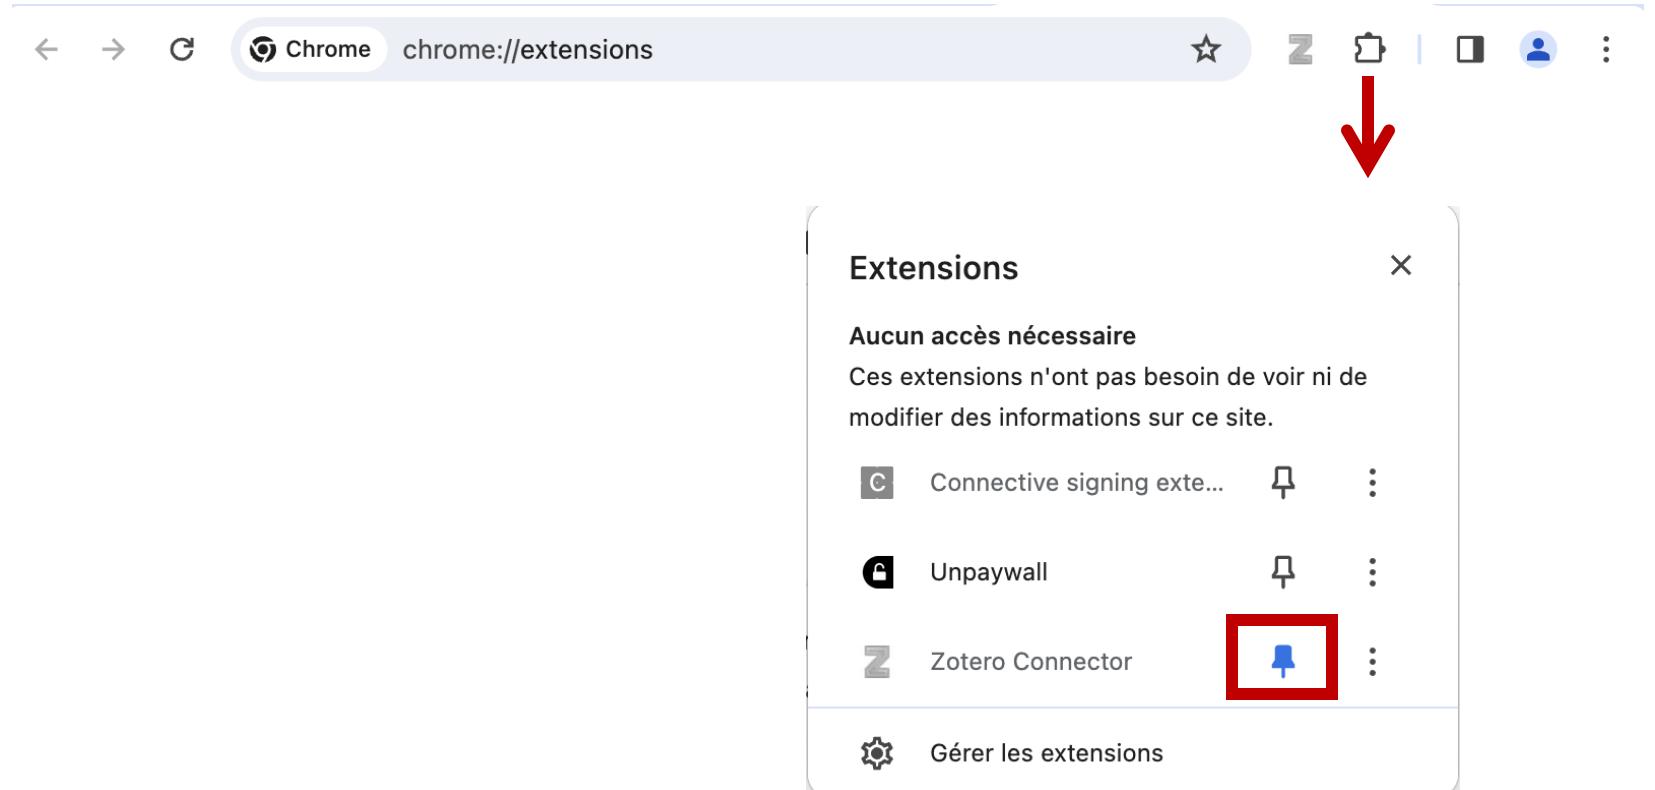 Chrome
chrome://extensions
Z
Extensions
Aucun accès nécessaire
Ces extensions n'ont pas besoin de voir ni de
modifier des informations sur ce site.
C Connective signing exte...
Unpaywall
Z Zotero Connector
Gérer les extensions